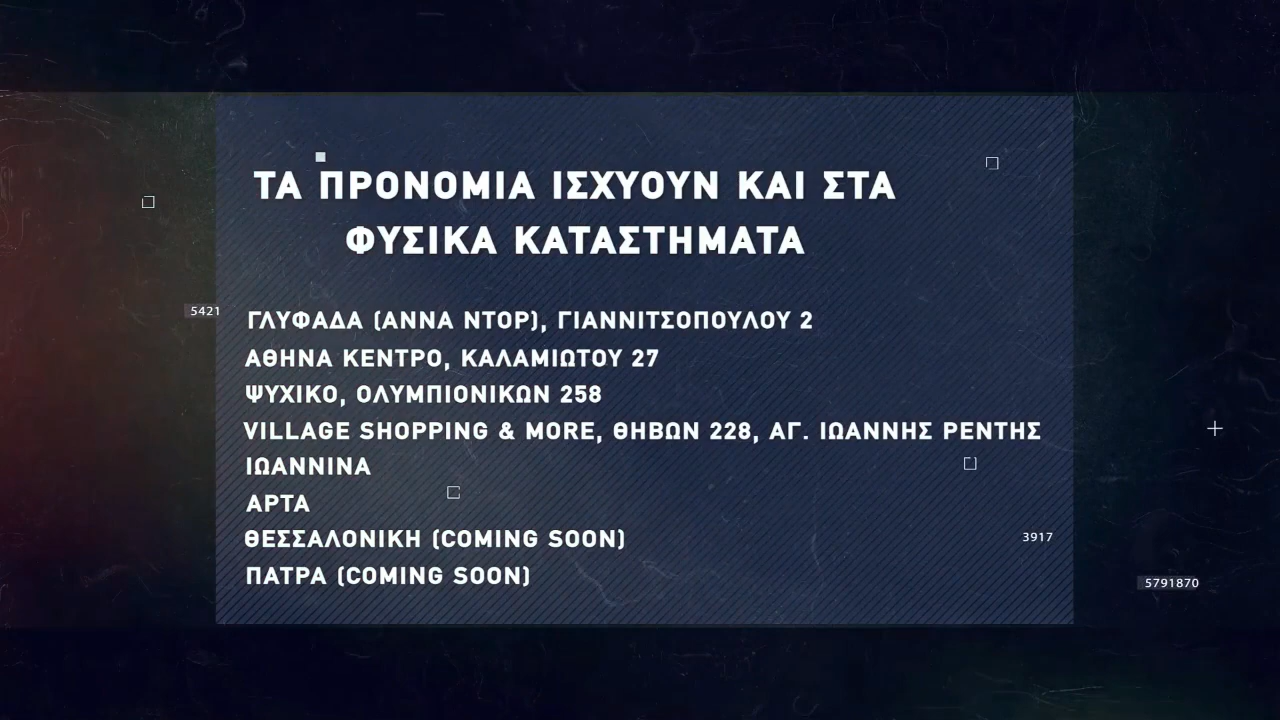 ΤΑ ΠΡΟΝΟΜΙΑ ΙΣΧΥΟΥΝ ΚΑΙ ΣΤΑ
ΦΥΣΙΚΑ ΚΑΤΑΣΤΗΜΑΤΑ
5421
ΓΛΥΦΑΔΑ (ΑΝΝΑ ΝΤΟΡ), ΓΙΑΝΝΙΤΣΟΠΟΥΛΟΥ 2
ΑΘΗΝΑ ΚΕΝΤΡΟ, ΚΑΛΑΜΙΩΤΟΥ 27
ΨΥΧΙΚΟ, ΟΛΥΜΠΙΟΝΙΚΩΝ 258
VILLAGE SHOPPING & MORE, ΘΗΒΩΝ 228, ΑΓ. ΙΩΑΝΝΗΣ ΡΕΝΤΗΣ
ΙΩΑΝΝΙΝΑ
ΑΡΤΑ
ΘΕΣΣΑΛΟΝΙΚΗ (COMING SOON)
3917
ΠΑΤΡΑ (COMING SOON)
5791870